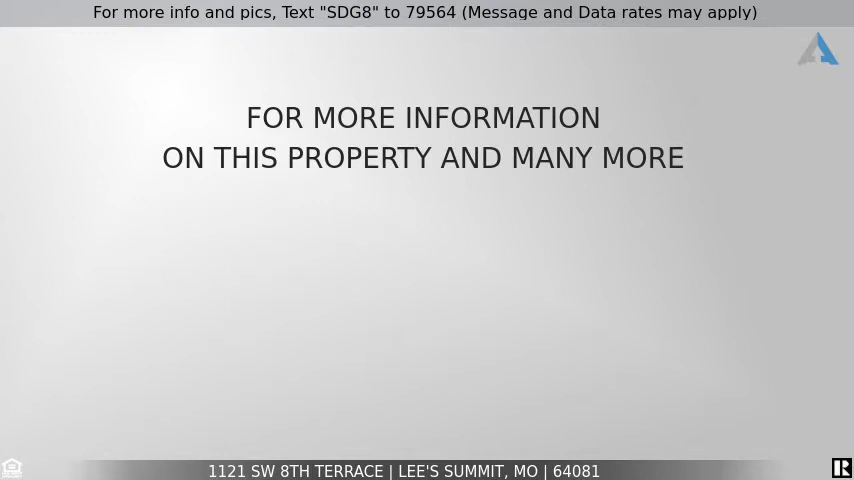 For more info and pics, Text "SDG8" to 79564 (Message and Data rates may apply)
FOR MORE INFORMATION
ON THIS PROPERTY AND MANY MORE
1121 SW 8TH TERRACE | LEE'S SUMMIT, MO | 64081